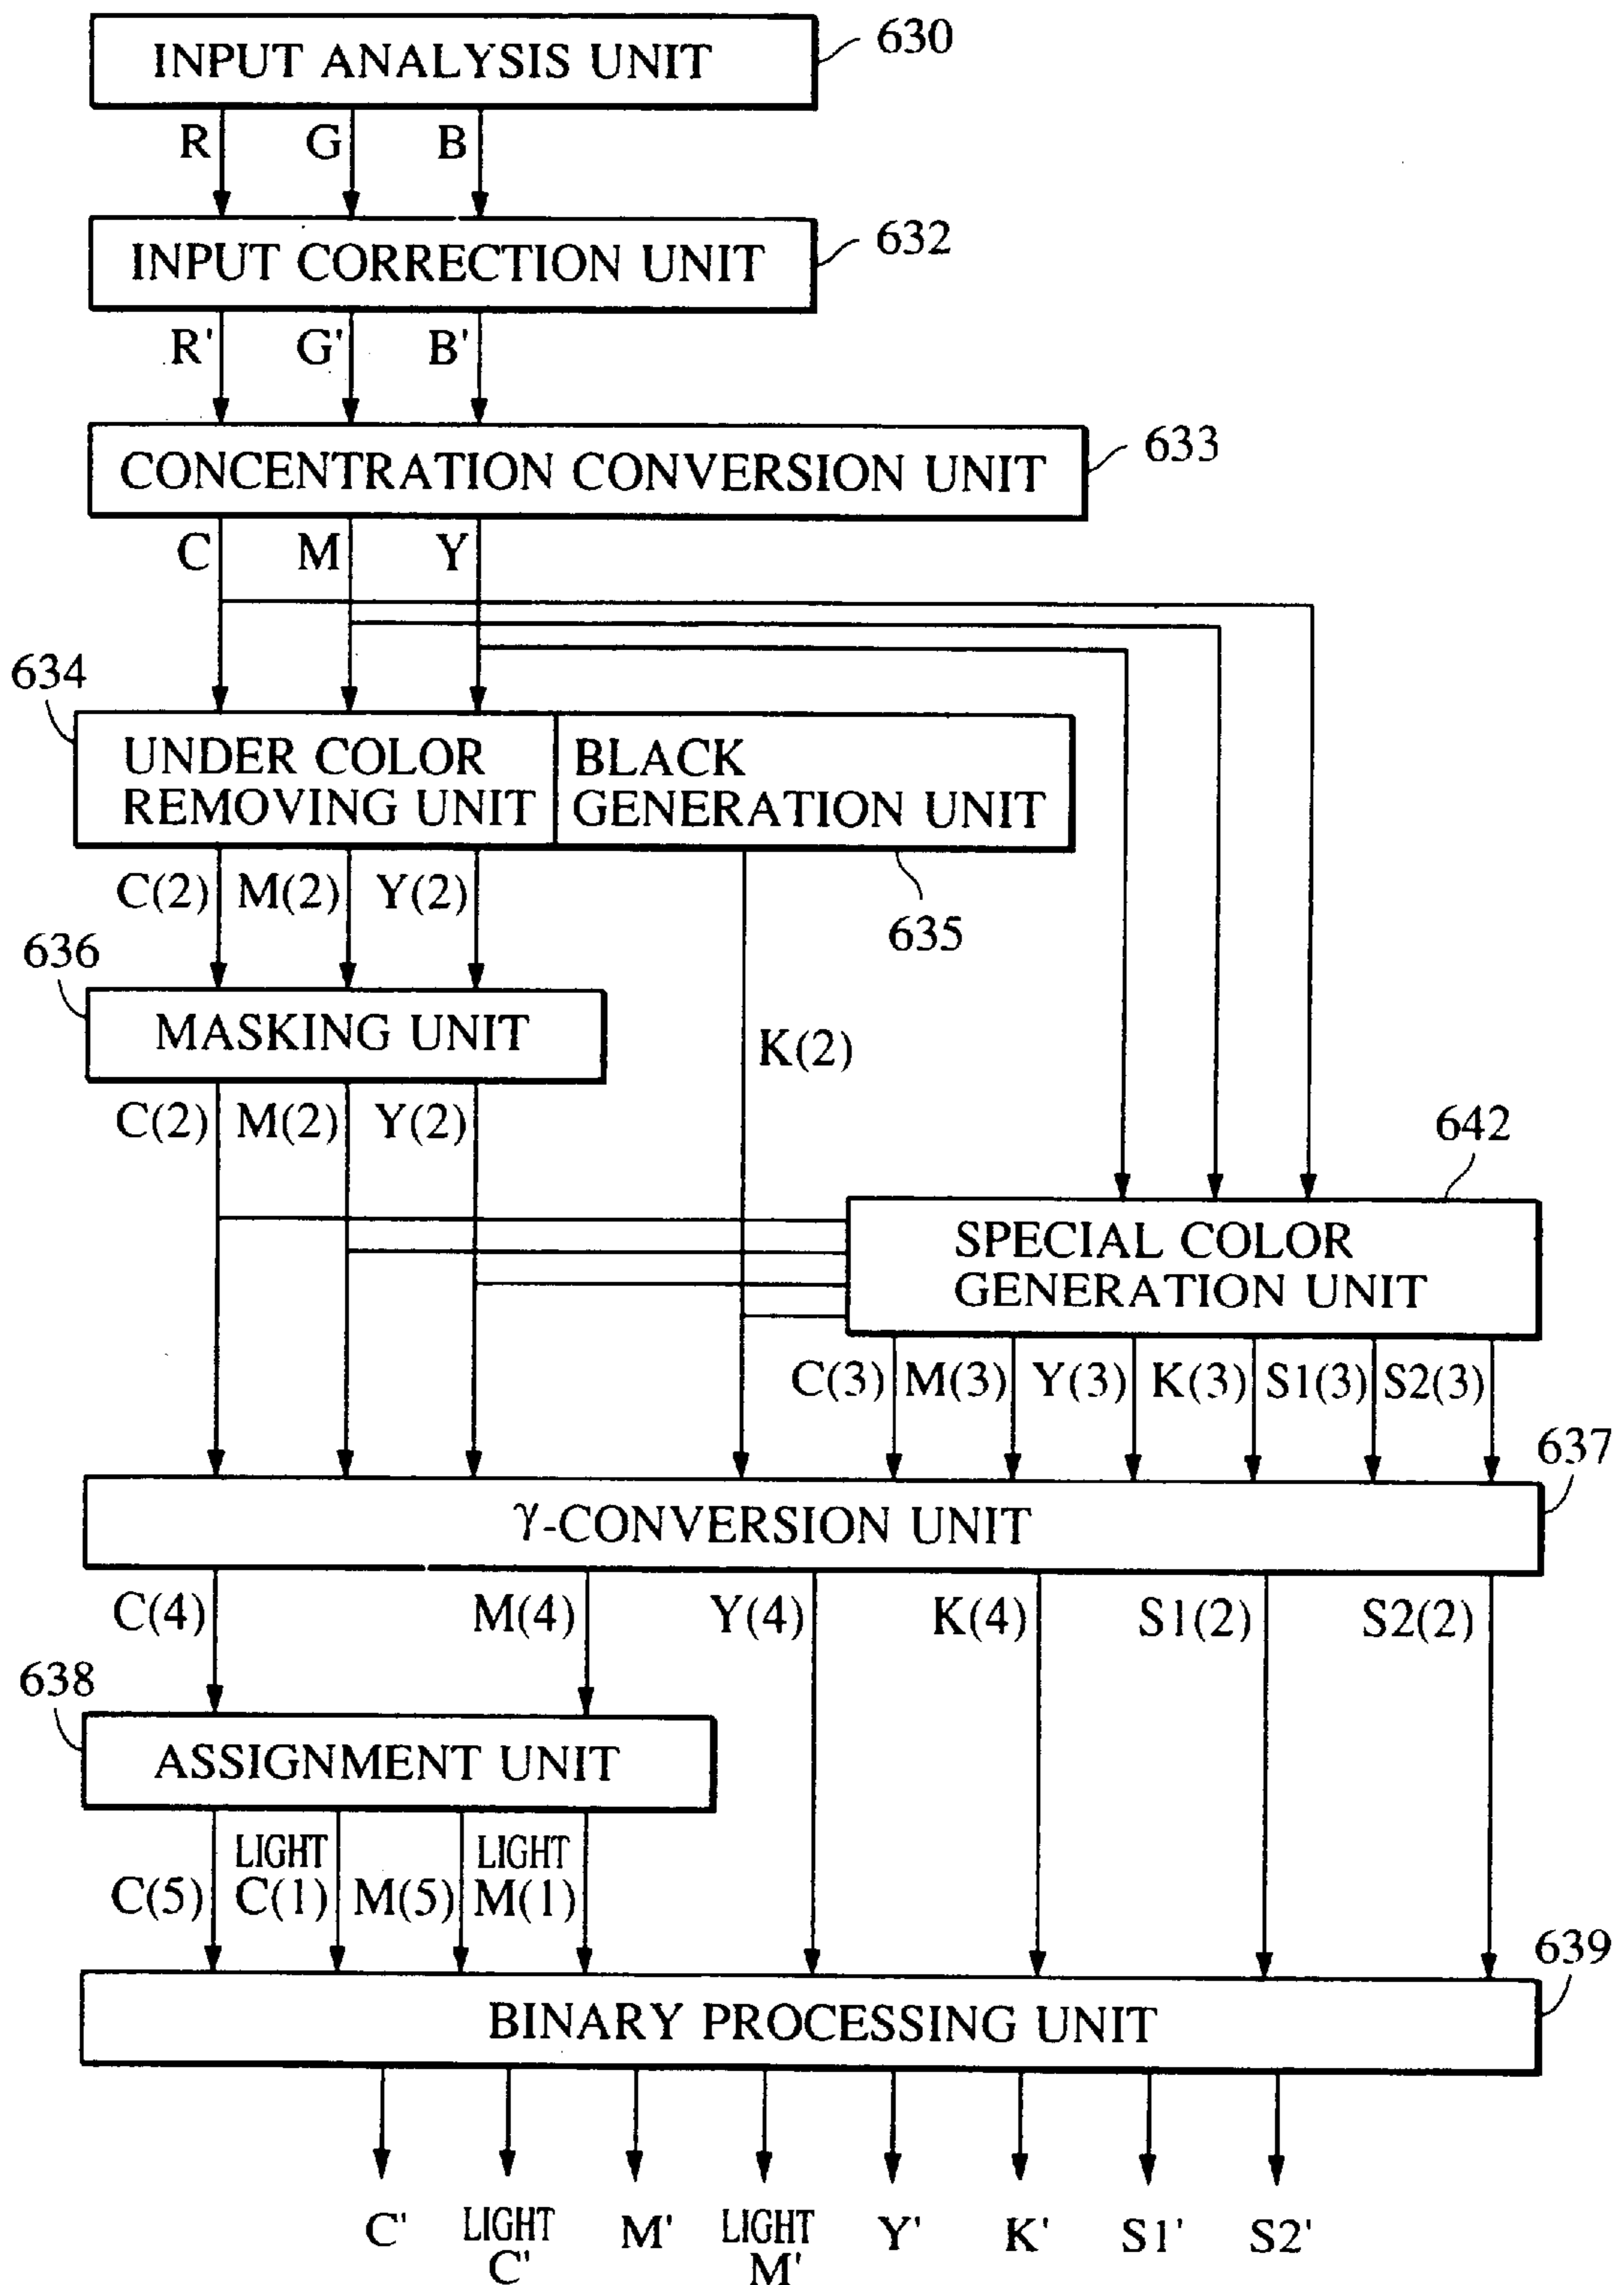 INPUT ANALYSIS UNIT
630
R G B
INPUT CORRECTION UNIT
632
R' G' B'
CONCENTRATION CONVERSION UNIT
633
C M Y
634
UNDER COLOR
REMOVING UNIT
BLACK
GENERATION UNIT
C(2) M(2) Y(2)
635
636
MASKING UNIT
K(2)
C(2) M(2) Y(2)
642
SPECIAL COLOR
GENERATION UNIT
C(3) M(3) Y(3) K(3) S1(3) S2(3)
637
γ-CONVERSION UNIT
C(4) M(4) Y(4) K(4) S1(2) S2(2)
638
ASSIGNMENT UNIT
C(5) LIGHT
C(1) M(5) LIGHT
M(1)
639
BINARY PROCESSING UNIT
C' LIGHT
C' M' LIGHT
M' Y' K' S1' S2'